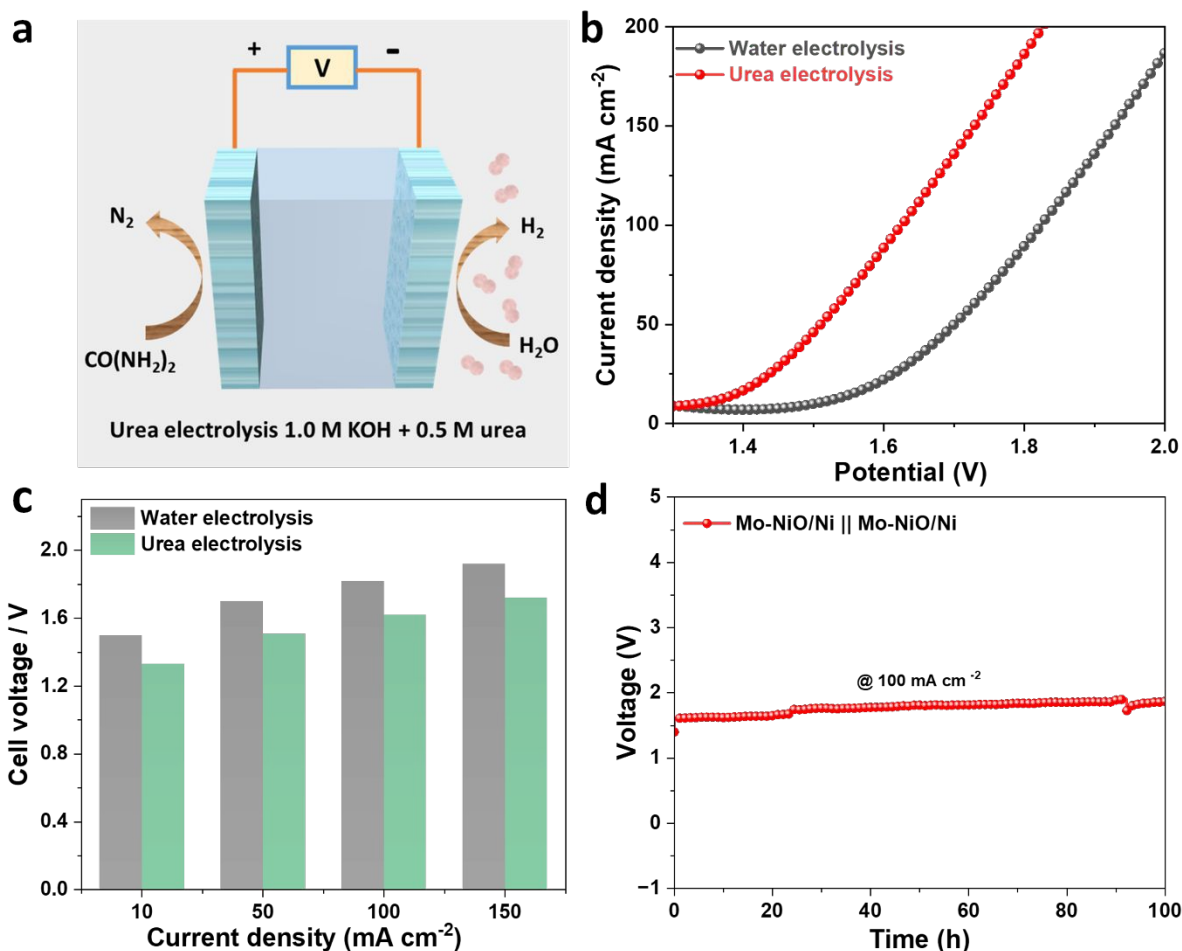 a
+
-
V
N₂
H₂
CO(NH₂)₂
H₂O
Urea electrolysis 1.0 M KOH + 0.5 M urea
b
Water electrolysis
Urea electrolysis
Current density (mA cm⁻²)
200
150
100
50
0
1.4 1.6 1.8 2.0
Potential (V)
c
Water electrolysis
Urea electrolysis
Cell voltage / V
2.0
1.6
1.2
0.8
0.4
0.0
10 50 100 150
Current density (mA cm⁻²)
d
Mo-NiO/Ni || Mo-NiO/Ni
@ 100 mA cm ⁻²
Voltage (V)
5
4
3
2
1
0
−1
0 20 40 60 80 100
Time (h)